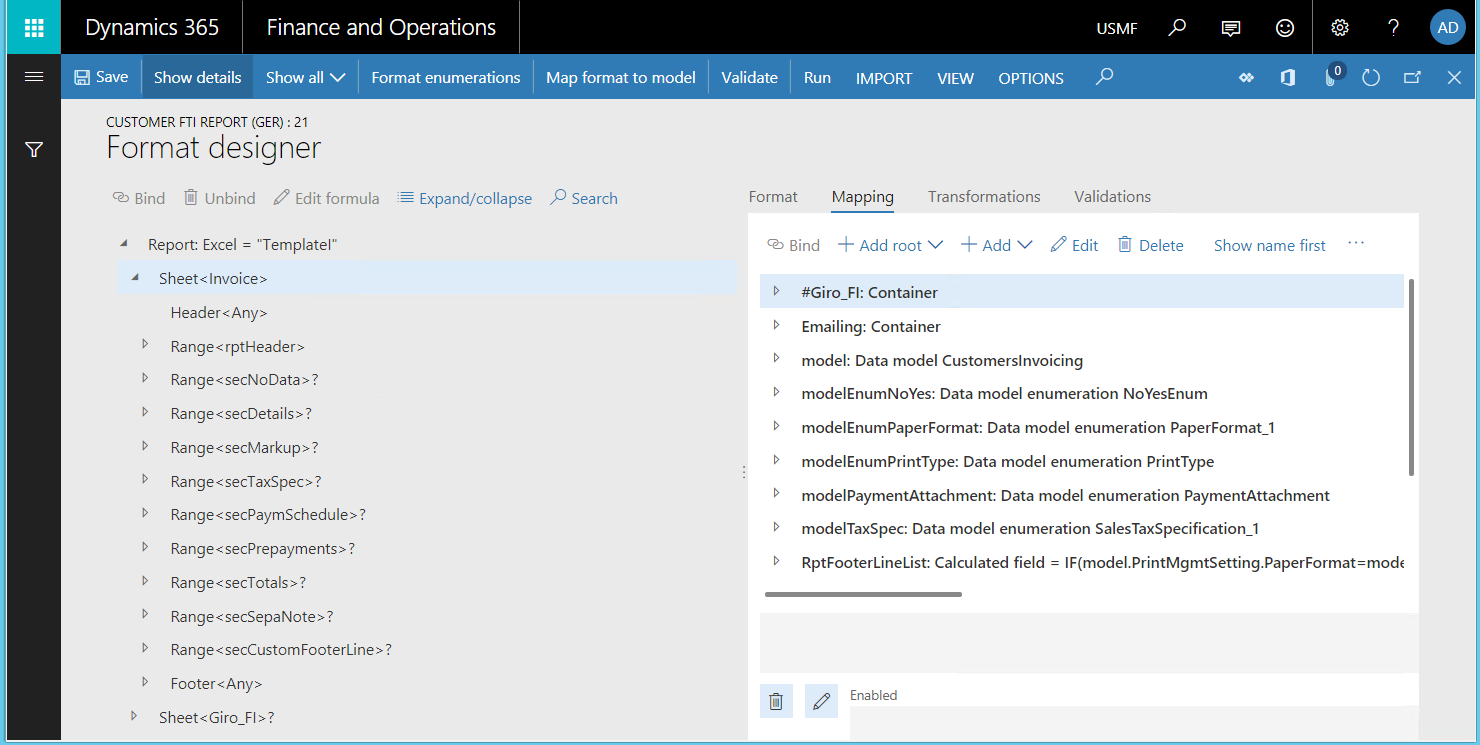 Dynamics 365 Finance and Operations USMF ? AD
Save Show details Show all Format enumerations Map format to model Validate Run IMPORT VIEW OPTIONS 0
CUSTOMER FTI REPORT (GER) : 21
Format designer
Bind Unbind Edit formula Expand/collapse Search
Report: Excel = "TemplateI"
Sheet<Invoice>
Header<Any>
Range<rptHeader>
Range<secNoData>?
Range<secDetails>?
Range<secMarkup>?
Range<secTaxSpec>?
Range<secPaymSchedule>?
Range<secPrepayments>?
Range<secTotals>?
Range<secSepaNote>?
Range<secCustomFooterLine>?
Footer<Any>
Sheet<Giro_FI>?
Format Mapping Transformations Validations
Bind Add root Add Edit Delete Show name first ...
#Giro_FI: Container
Emailing: Container
model: Data model CustomersInvoicing
modelEnumNoYes: Data model enumeration NoYesEnum
modelEnumPaperFormat: Data model enumeration PaperFormat_1
modelEnumPrintType: Data model enumeration PrintType
modelPaymentAttachment: Data model enumeration PaymentAttachment
modelTaxSpec: Data model enumeration SalesTaxSpecification_1
RptFooterLineList: Calculated field = IF(model.PrintMgmtSetting.PaperFormat=mode
Enabled